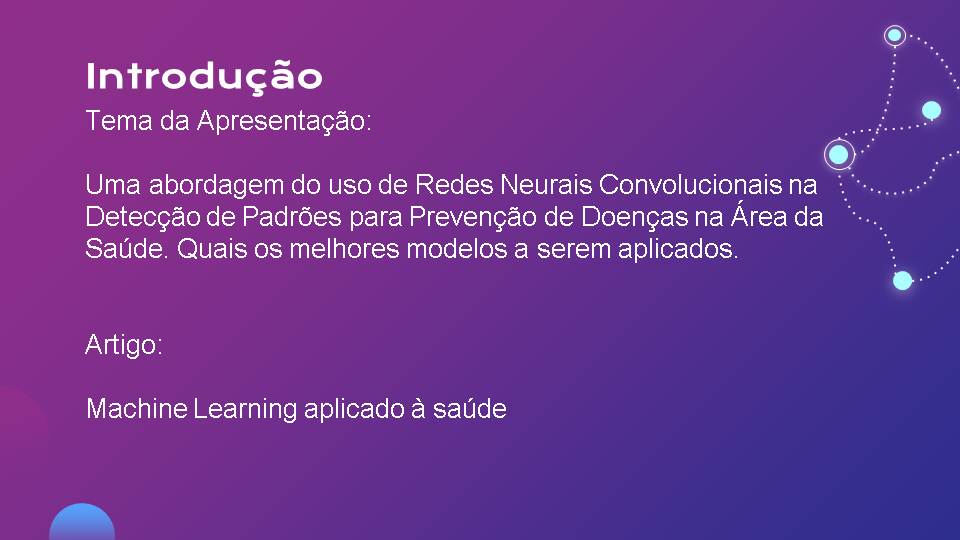 Introdução
Tema da Apresentação:
Uma abordagem do uso de Redes Neurais Convolucionais na
Detecção de Padrões para Prevenção de Doenças na Área da
Saúde. Quais os melhores modelos a serem aplicados.
Artigo:
Machine Learning aplicado à saúde